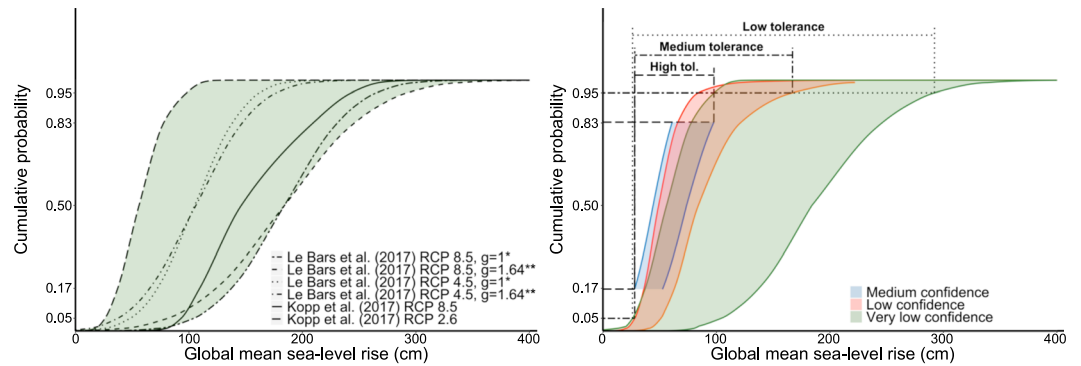 Cumulative probability
0.95
0.83
0.50
0.17
0.05
0
100
200
300
400
Global mean sea-level rise (cm)
Le Bars et al. (2017) RCP 8.5, g=1*
Le Bars et al. (2017) RCP 8.5, g=1.64**
Le Bars et al. (2017) RCP 4.5, g=1*
Le Bars et al. (2017) RCP 4.5, g=1.64**
Kopp et al. (2017) RCP 8.5
Kopp et al. (2017) RCP 2.6
Cumulative probability
0.95
0.83
0.50
0.17
0.05
0
100
200
300
400
Global mean sea-level rise (cm)
Low tolerance
Medium tolerance
High tol.
Medium confidence
Low confidence
Very low confidence